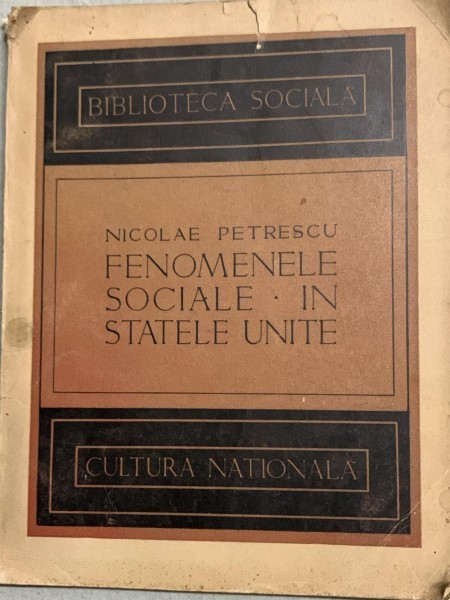 BIBLIOTECA SOCIALĂ
NICOLAE PETRESCU
FENOMENELE
SOCIALE · IN
STATELE UNITE
CULTURA NAȚIONALĂ